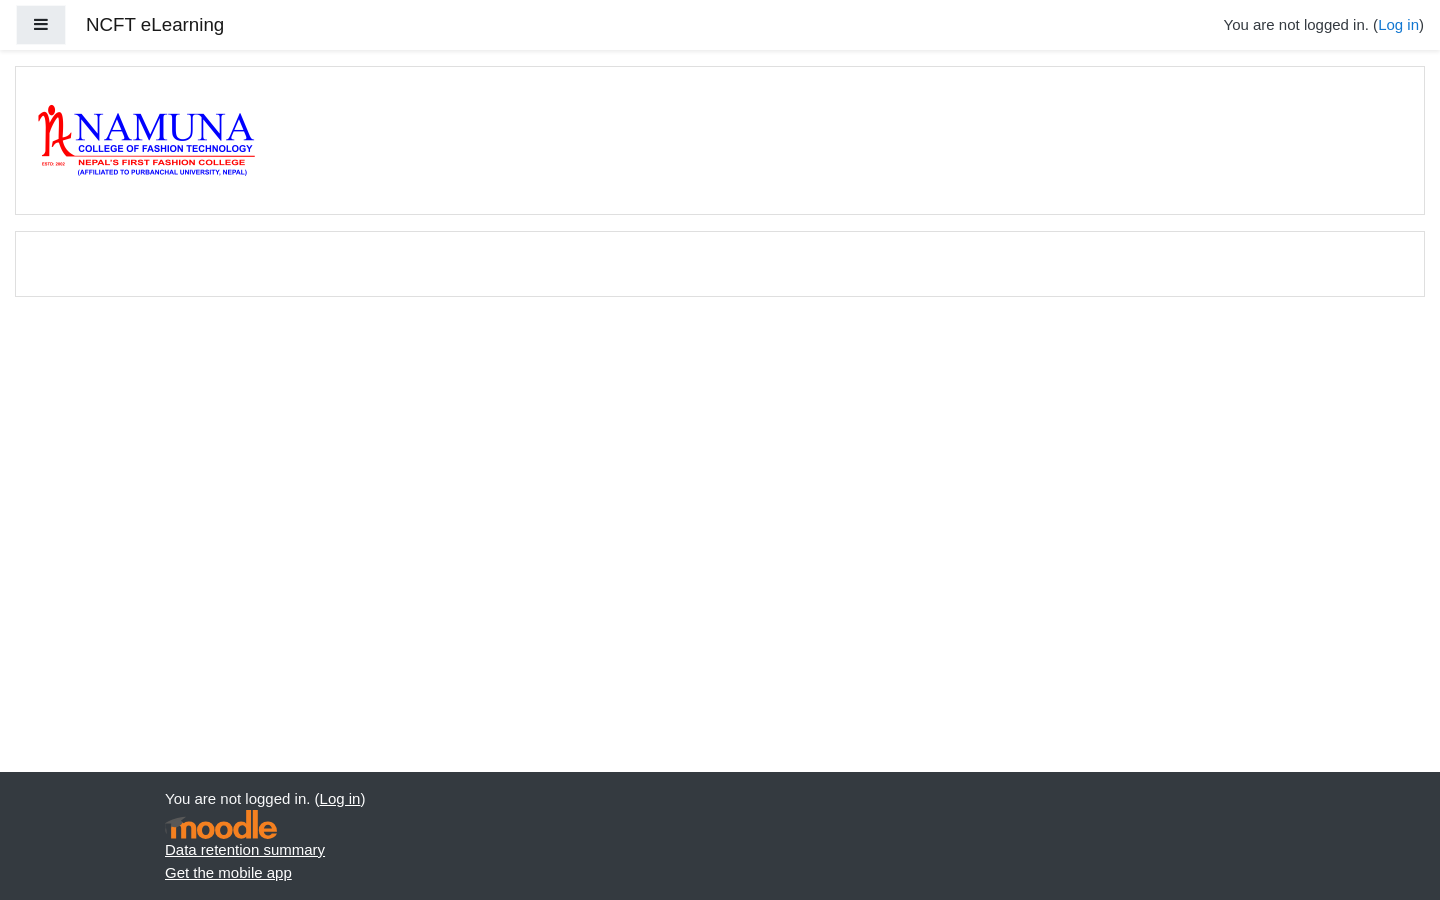 NCFT eLearning
You are not logged in. (Log in)
NAMUNA
COLLEGE OF FASHION TECHNOLOGY
ESTD: 2002
NEPAL'S FIRST FASHION COLLEGE
(AFFILIATED TO PURBANCHAL UNIVERSITY, NEPAL)
You are not logged in. (Log in)
moodle
Data retention summary
Get the mobile app